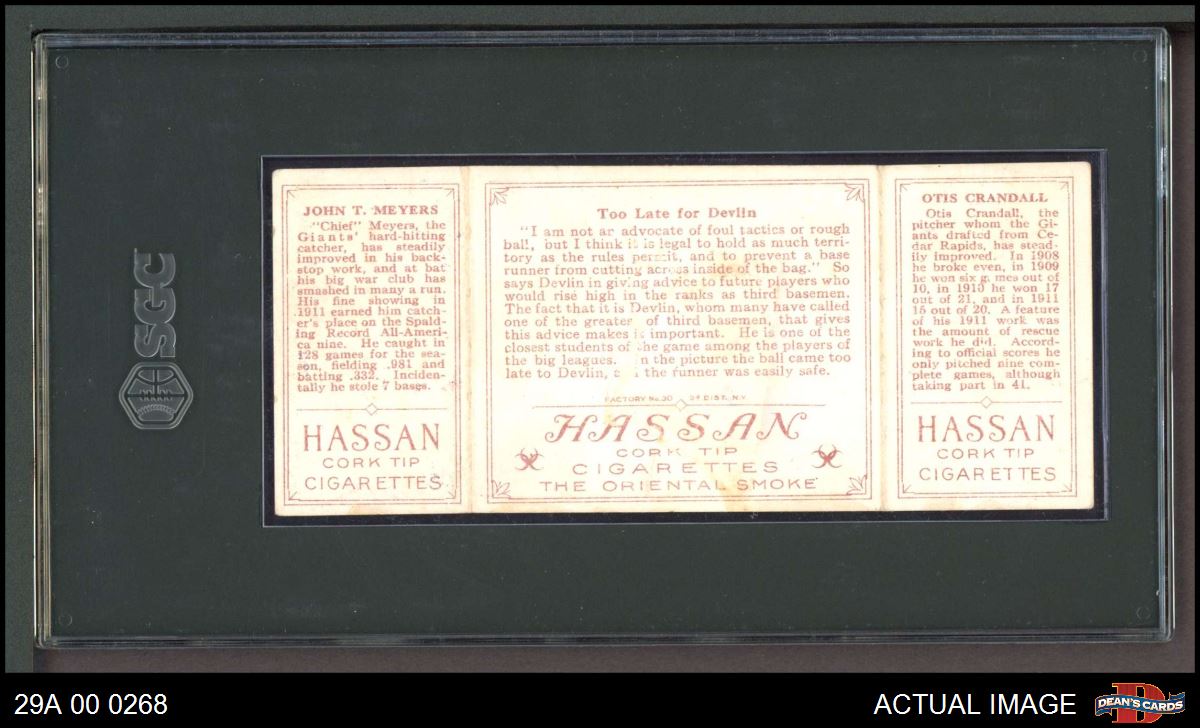 SGC
JOHN T. MEYERS
"Chief" Meyers, the
Giants' hard-hitting
catcher, has steadily
improved in his back-
stop work, and at bat
his big war club has
smashed in many a run.
His fine showing in
1911 earned him catch-
er's place on the Spald-
ing Record All-Ameri-
ca nine. He caught in
128 games for the sea-
son, fielding .981 and
batting .332. Inciden-
tally he stole 7 bases.
HASSAN
CORK TIP
CIGARETTES
Too Late for Devlin
"I am not ar advocate of foul tactics or rough
ball, but I think it is legal to hold as much terri-
tory as the rules permit, and to prevent a base
runner from cutting across inside of the bag." So
says Devlin in giving advice to future players who
would rise high in the ranks as third basemen.
The fact that it is Devlin, whom many have called
one of the greater of third basemen, that gives
this advice makes important. He is one of the
closest students of the game among the players of
the big leagues. n the picture the ball came too
late to Devlin, the runner was easily safe.
FACTORY No. 30 2d DIST. N.Y.
HASSAN
CORK TIP
CIGARETTES
THE ORIENTAL SMOKE
OTIS CRANDALL
Otis Crandall, the
pitcher whom the Gi-
ants drafted from Ce-
dar Rapids, has stead-
ily improved. In 1908
he broke even, in 1909
he won six games out of
10, in 1910 he won 17
out of 21, and in 1911
15 out of 20. A feature
of his 1911 work was
the amount of rescue
work he did. Accord-
ing to official scores he
only pitched nine com-
plete games, although
taking part in 41.
HASSAN
CORK TIP
CIGARETTES
29A 00 0268
ACTUAL IMAGE
DEAN'S CARDS